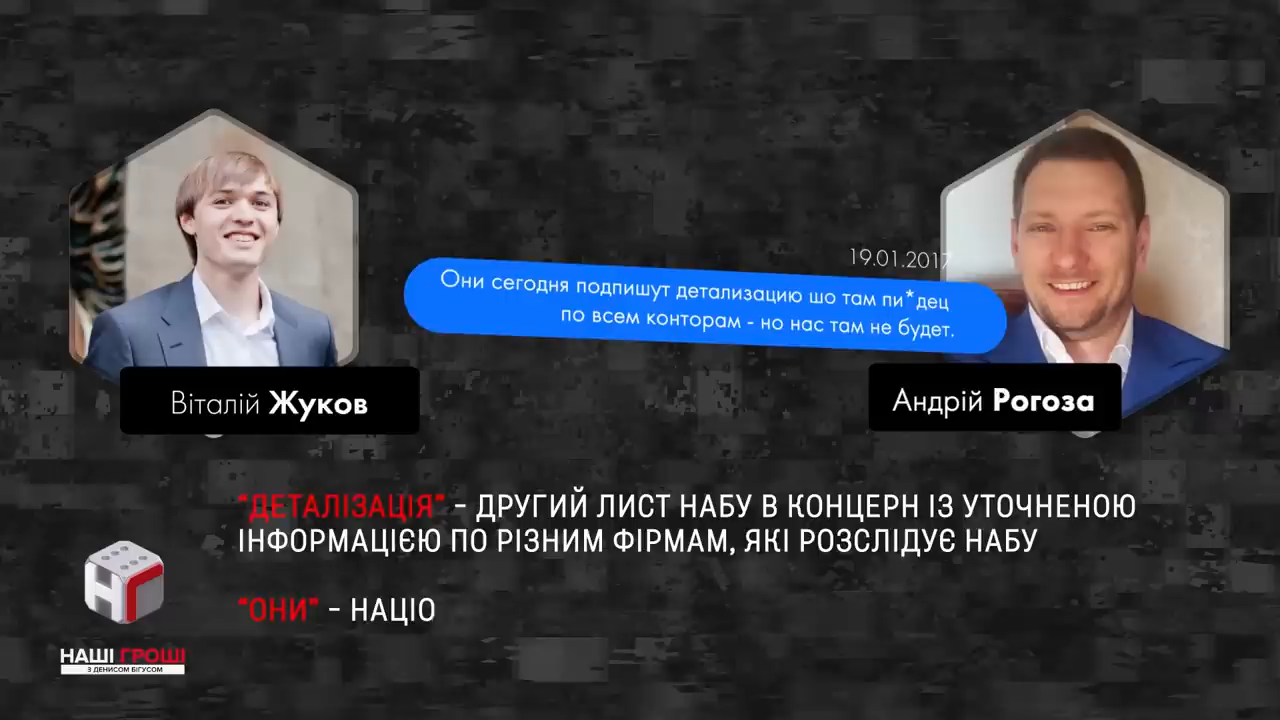 19.01.2017
Они сегодня подпишут детализацию шо там пи*дец
по всем конторам - но нас там не будет.
Віталій Жуков
Андрій Рогоза
"ДЕТАЛІЗАЦІЯ" - ДРУГИЙ ЛИСТ НАБУ В КОНЦЕРН ІЗ УТОЧНЕНОЮ
ІНФОРМАЦІЄЮ ПО РІЗНИМ ФІРМАМ, ЯКІ РОЗСЛІДУЄ НАБУ
"ОНИ" - НАЦІО
НГ
НАШІ ГРОШІ
З ДЕНИСОМ БІГУСОМ